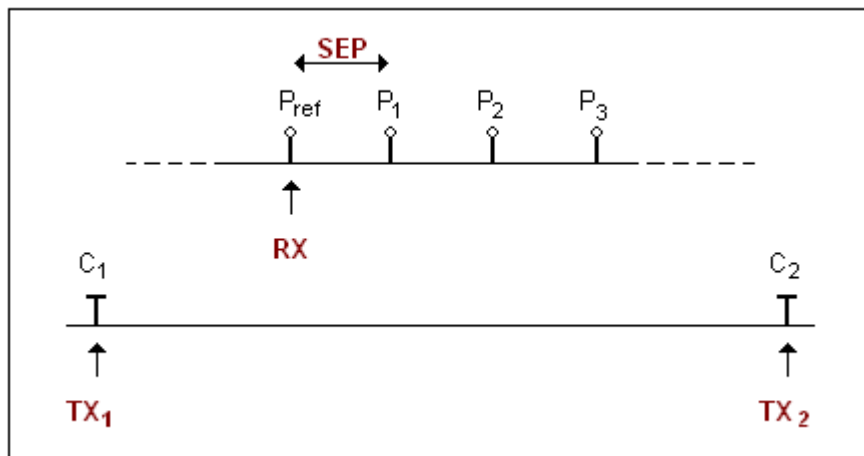 SEP
Pref P1 P2 P3
RX
C1 C2
TX1 TX2